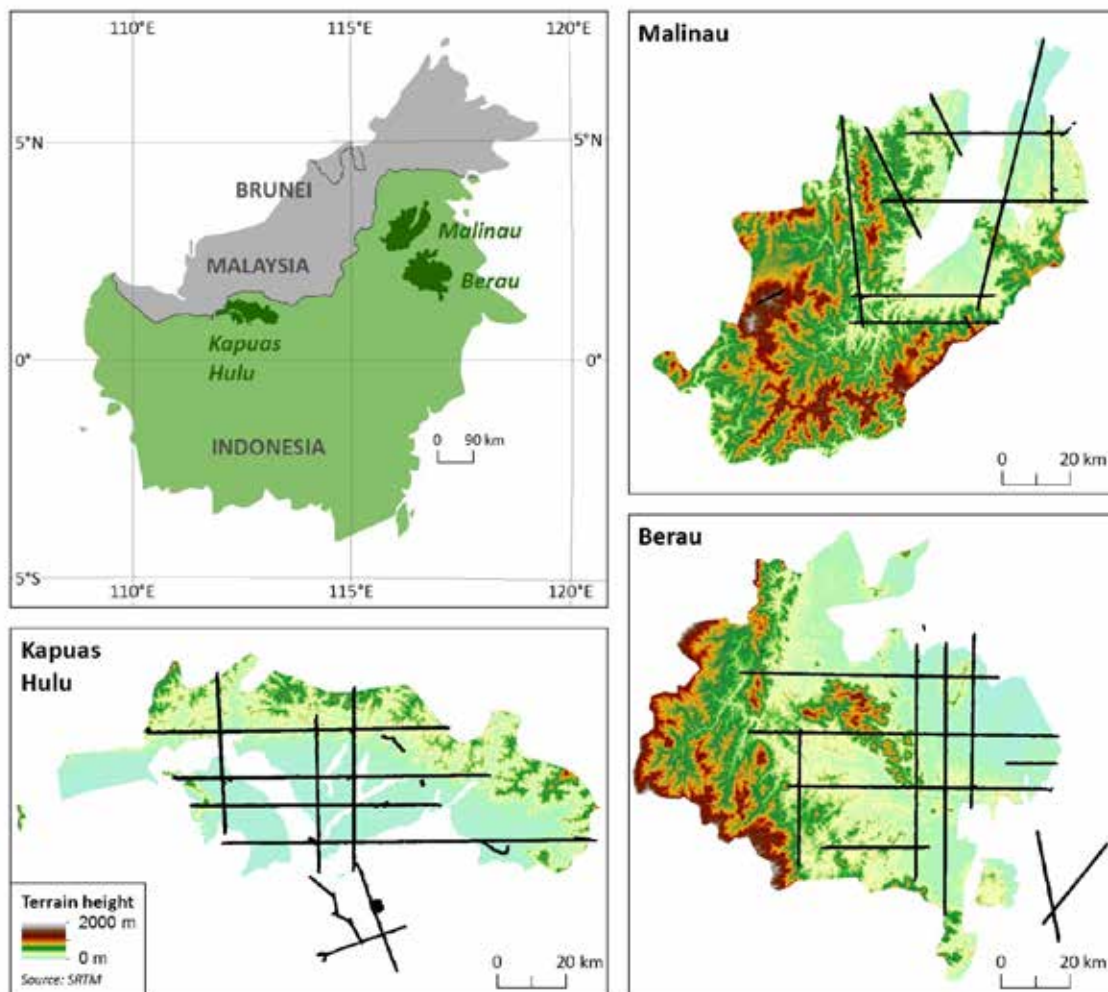 110°E 115°E 120°E
5°N 5°N
BRUNEI
MALAYSIA
Malinau
Berau
Kapuas
Hulu
0° 0°
INDONESIA
0 90 km
5°S
110°E 115°E 120°E
Malinau
0 20 km
Kapuas
Hulu
Terrain height
2000 m
0 m
Source: SRTM
0 20 km
Berau
0 20 km